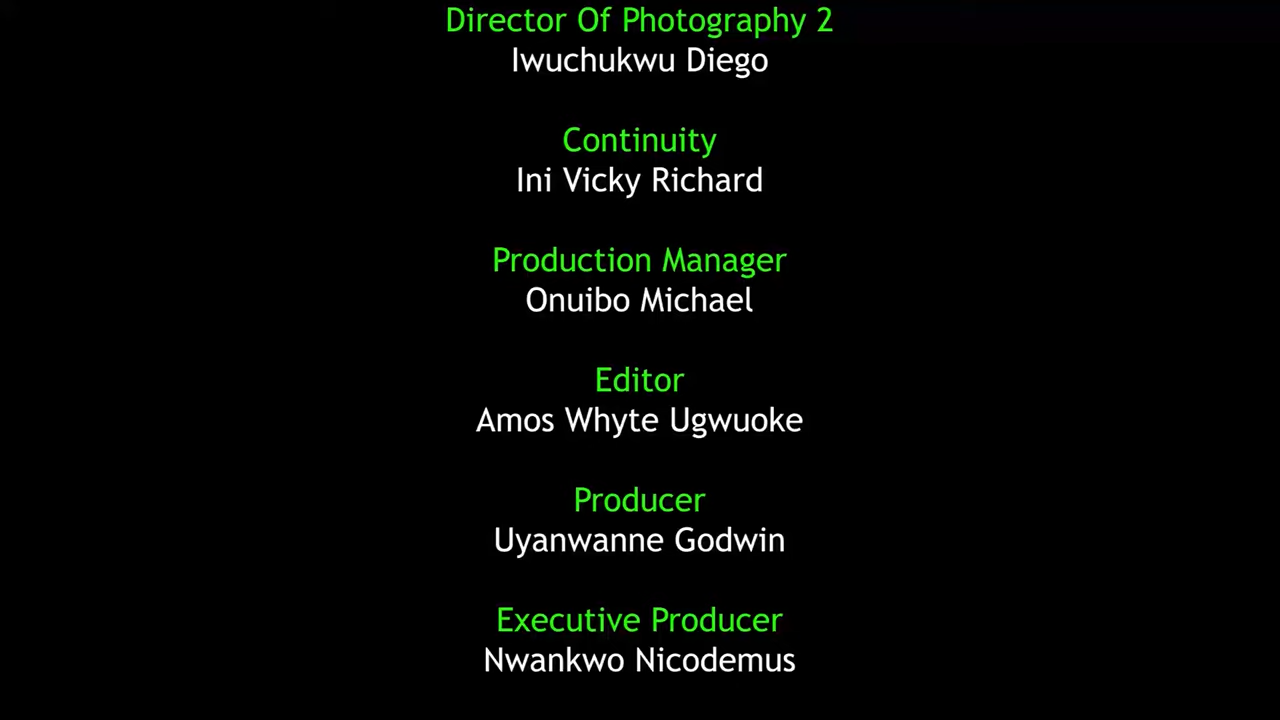 Director Of Photography 2
Iwuchukwu Diego
Continuity
Ini Vicky Richard
Production Manager
Onuibo Michael
Editor
Amos Whyte Ugwuoke
Producer
Uyanwanne Godwin
Executive Producer
Nwankwo Nicodemus